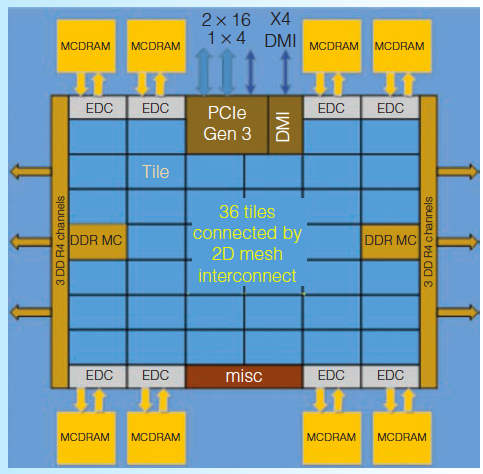 2 × 16 X4
1 × 4 DMI
MCDRAM MCDRAM MCDRAM MCDRAM
EDC EDC PCIe Gen 3 DMI EDC EDC
Tile
3 DD R4 channels
DDR MC
36 tiles
connected by
2D mesh
interconnect
DDR MC
3 DD R4 channels
EDC EDC misc EDC EDC
MCDRAM MCDRAM MCDRAM MCDRAM